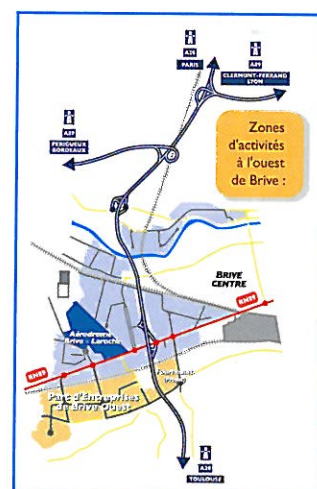 A20
PARIS
A89
CLERMONT-FERRAND
LYON
A89
PERIGUEUX
BORDEAUX
Zones
d'activités
à l'ouest
de Brive :
BRIVE
CENTRE
RN89
Aérodrome
Brive - Laroche
RN89
Parc d'Entreprises
de Brive Ouest
A20
TOULOUSE